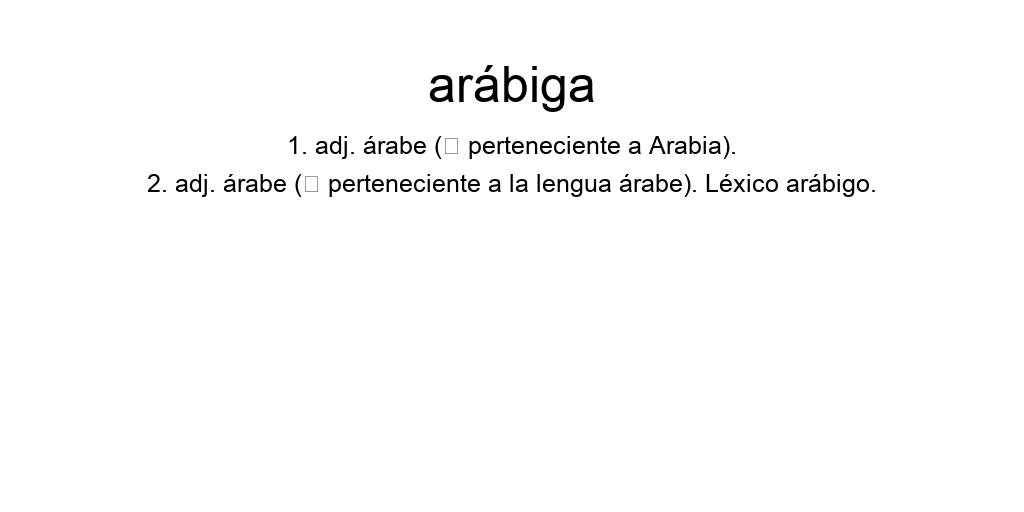 arábiga
1. adj. árabe (□ perteneciente a Arabia).
2. adj. árabe (□ perteneciente a la lengua árabe). Léxico arábigo.